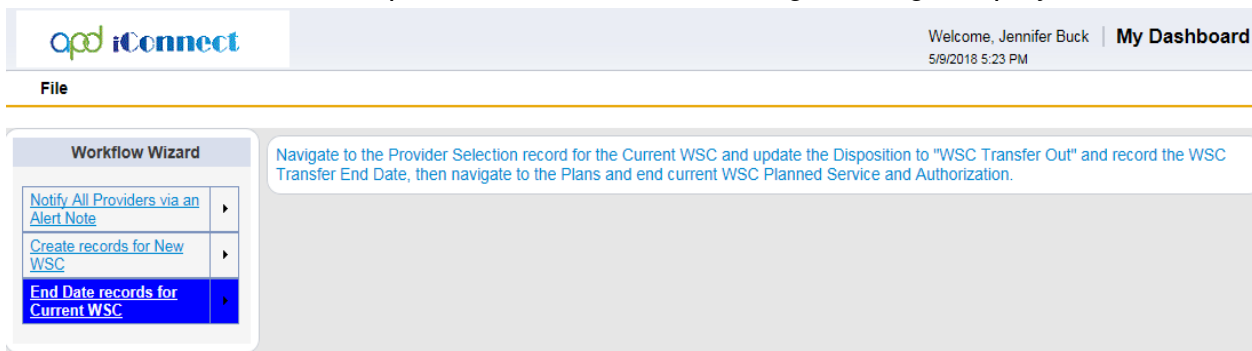 apd iConnect
Welcome, Jennifer Buck | My Dashboard
5/9/2018 5:23 PM
File
Workflow Wizard
Notify All Providers via an
Alert Note
Create records for New
WSC
End Date records for
Current WSC
Navigate to the Provider Selection record for the Current WSC and update the Disposition to "WSC Transfer Out" and record the WSC
Transfer End Date, then navigate to the Plans and end current WSC Planned Service and Authorization.